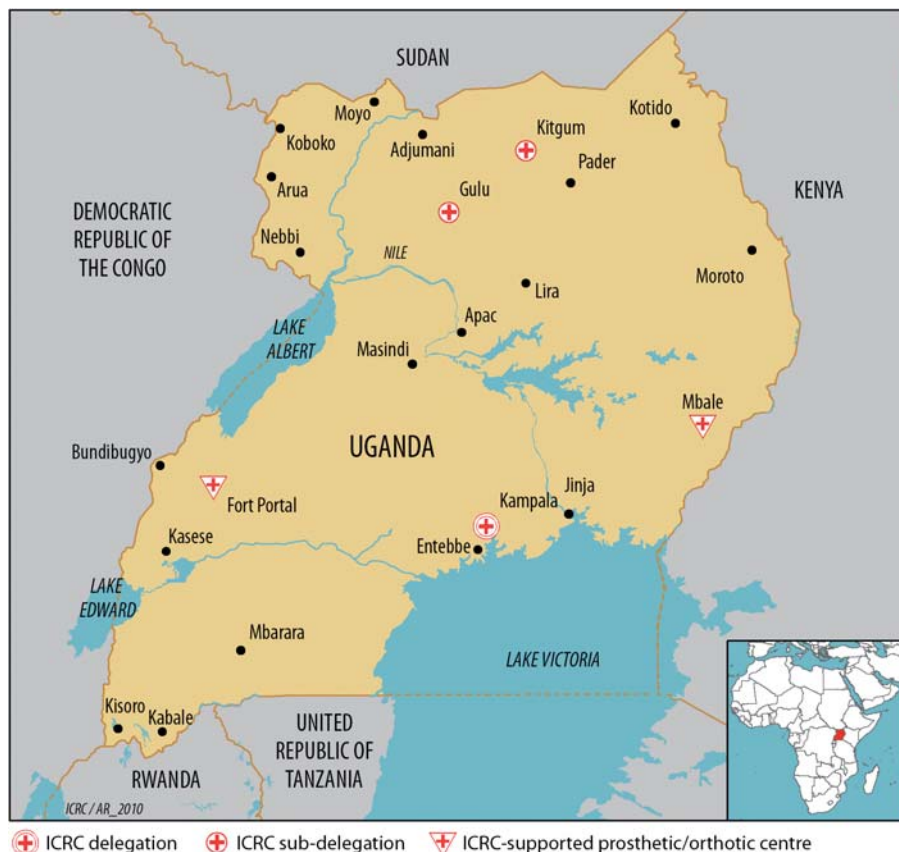 SUDAN
Moyo
Koboko
Adjumani
Kitgum
Kotido
Arua
Gulu
Pader
KENYA
DEMOCRATIC
REPUBLIC OF
THE CONGO
Nebbi
NILE
Moroto
Lira
LAKE
ALBERT
Apac
Masindi
Mbale
UGANDA
Bundibugyo
Fort Portal
Kampala
Jinja
Kasese
Entebbe
LAKE
EDWARD
Mbarara
LAKE VICTORIA
Kisoro
Kabale
UNITED
REPUBLIC OF
TANZANIA
RWANDA
ICRC / AR_2010
ICRC delegation
ICRC sub-delegation
ICRC-supported prosthetic/orthotic centre